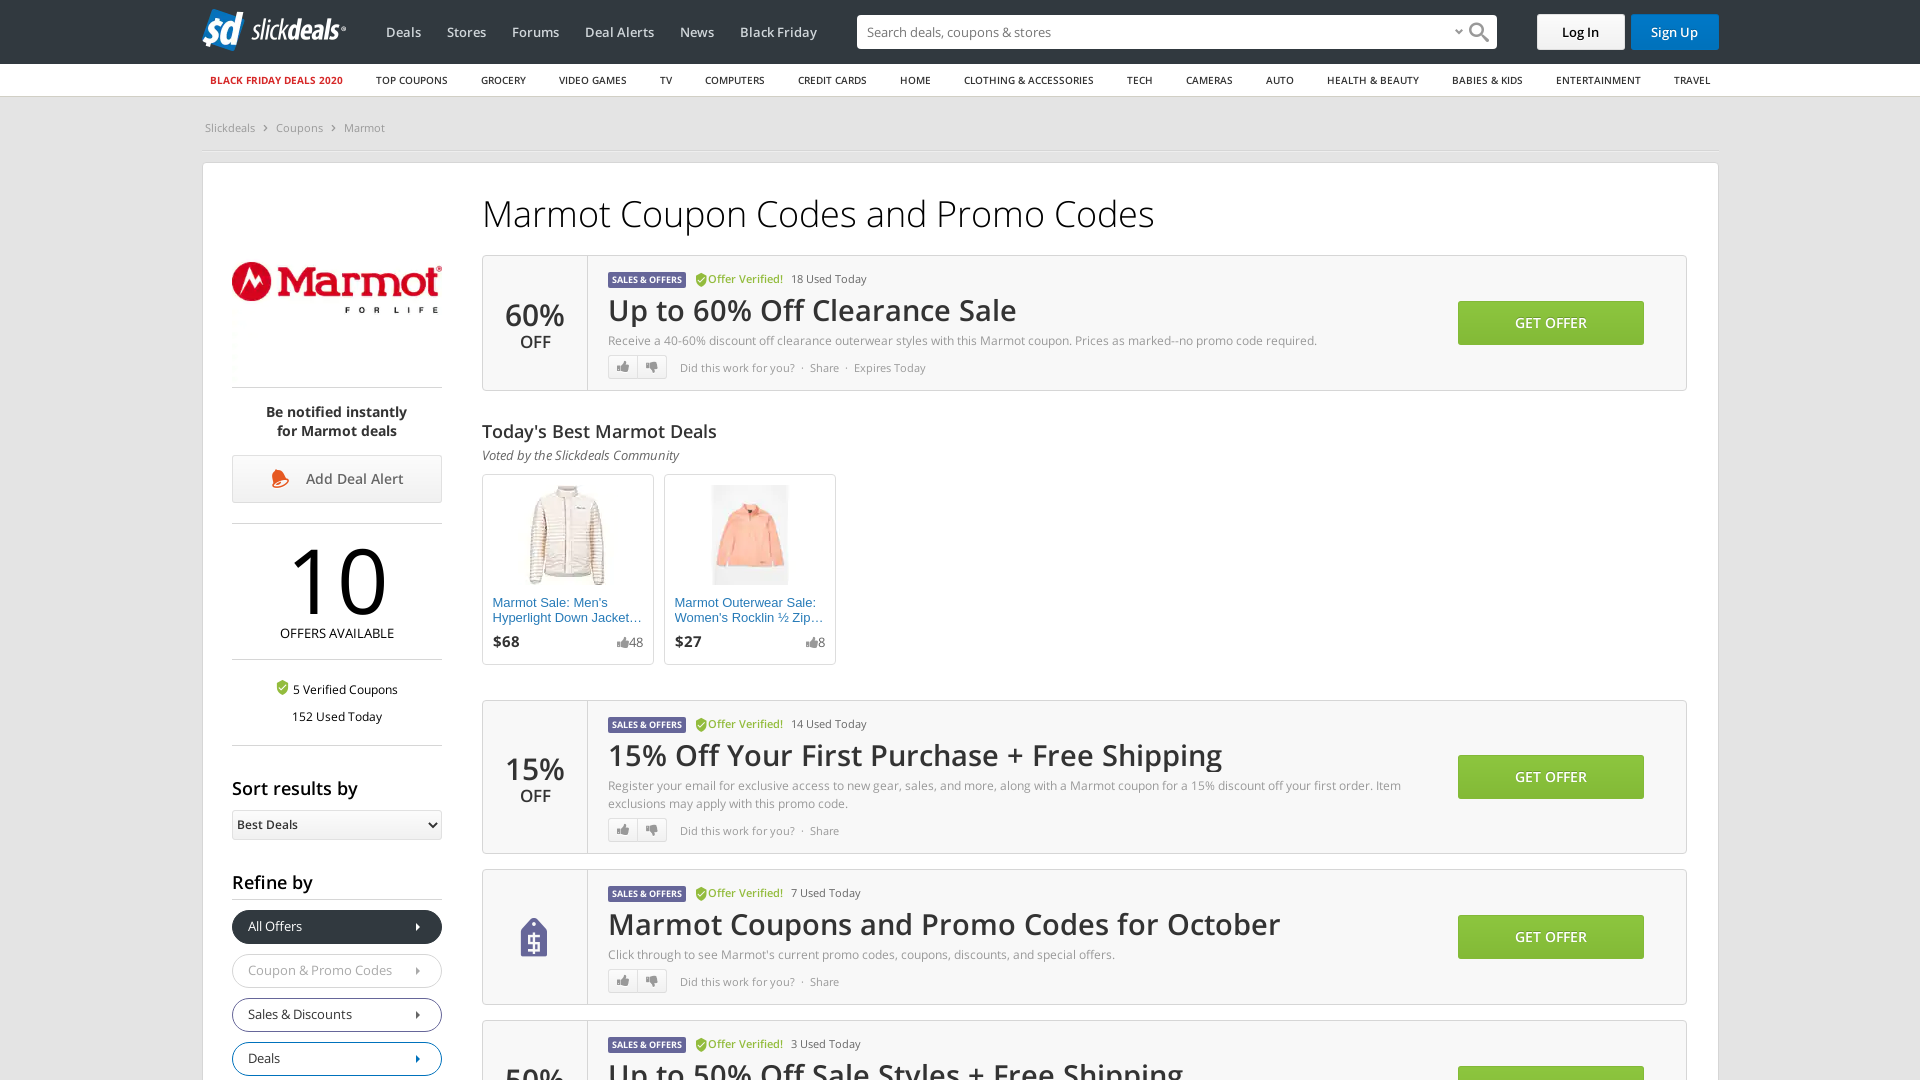 sd slickdeals
Deals Stores Forums Deal Alerts News Black Friday
Search deals, coupons & stores
Log In
Sign Up
BLACK FRIDAY DEALS 2020 TOP COUPONS GROCERY VIDEO GAMES TV COMPUTERS CREDIT CARDS HOME CLOTHING & ACCESSORIES TECH CAMERAS AUTO HEALTH & BEAUTY BABIES & KIDS ENTERTAINMENT TRAVEL
Slickdeals > Coupons > Marmot
Marmot
FOR LIFE
Be notified instantly
for Marmot deals
Add Deal Alert
10
OFFERS AVAILABLE
5 Verified Coupons
152 Used Today
Sort results by
Best Deals
Refine by
All Offers
Coupon & Promo Codes
Sales & Discounts
Deals
Marmot Coupon Codes and Promo Codes
60%
OFF
SALES & OFFERS Offer Verified! 18 Used Today
Up to 60% Off Clearance Sale
Receive a 40-60% discount off clearance outerwear styles with this Marmot coupon. Prices as marked--no promo code required.
Did this work for you? · Share · Expires Today
GET OFFER
Today's Best Marmot Deals
Voted by the Slickdeals Community
Marmot Sale: Men's
Hyperlight Down Jacket…
$68 48
Marmot Outerwear Sale:
Women's Rocklin ½ Zip…
$27 8
15%
OFF
SALES & OFFERS Offer Verified! 14 Used Today
15% Off Your First Purchase + Free Shipping
Register your email for exclusive access to new gear, sales, and more, along with a Marmot coupon for a 15% discount off your first order. Item
exclusions may apply with this promo code.
Did this work for you? · Share
GET OFFER
SALES & OFFERS Offer Verified! 7 Used Today
Marmot Coupons and Promo Codes for October
Click through to see Marmot's current promo codes, coupons, discounts, and special offers.
Did this work for you? · Share
GET OFFER
50%
SALES & OFFERS Offer Verified! 3 Used Today
Up to 50% Off Sale Styles + Free Shipping